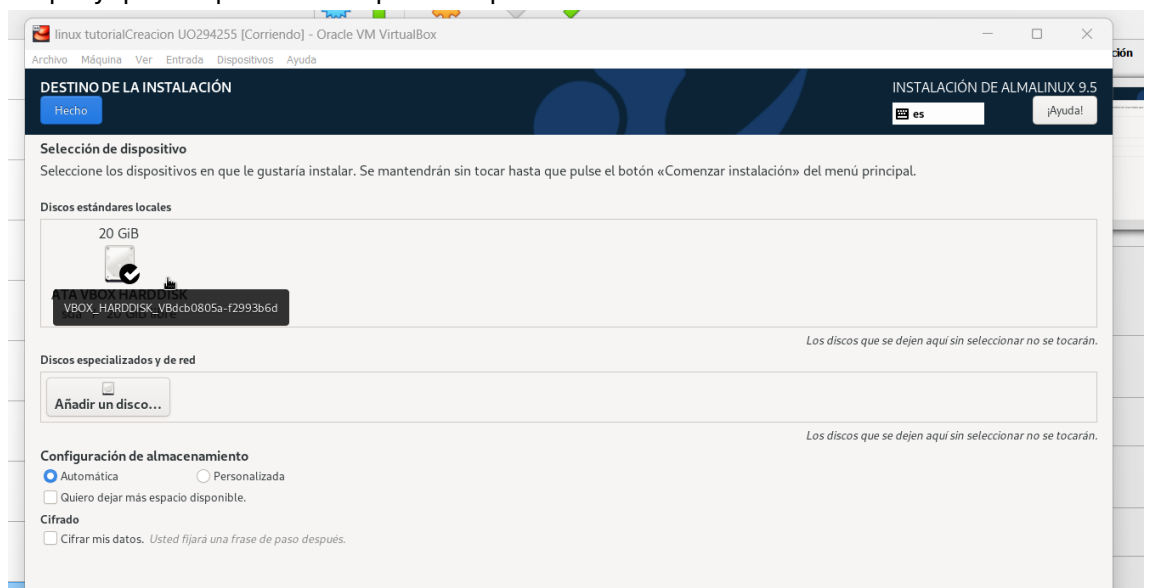 linux tutorialCreacion UO294255 [Corriendo] - Oracle VM VirtualBox
Archivo Máquina Ver Entrada Dispositivos Ayuda
ción
DESTINO DE LA INSTALACIÓN
INSTALACIÓN DE ALMALINUX 9.5
Hecho
es
¡Ayuda!
Selección de dispositivo
Seleccione los dispositivos en que le gustaría instalar. Se mantendrán sin tocar hasta que pulse el botón «Comenzar instalación» del menú principal.
Discos estándares locales
20 GiB
ATA VBOX HARDDISK
VBOX_HARDDISK_VBdcb0805a-f2993b6d
Los discos que se dejen aquí sin seleccionar no se tocarán.
Discos especializados y de red
Añadir un disco...
Los discos que se dejen aquí sin seleccionar no se tocarán.
Configuración de almacenamiento
Automática Personalizada
Quiero dejar más espacio disponible.
Cifrado
Cifrar mis datos. Usted fijará una frase de paso después.